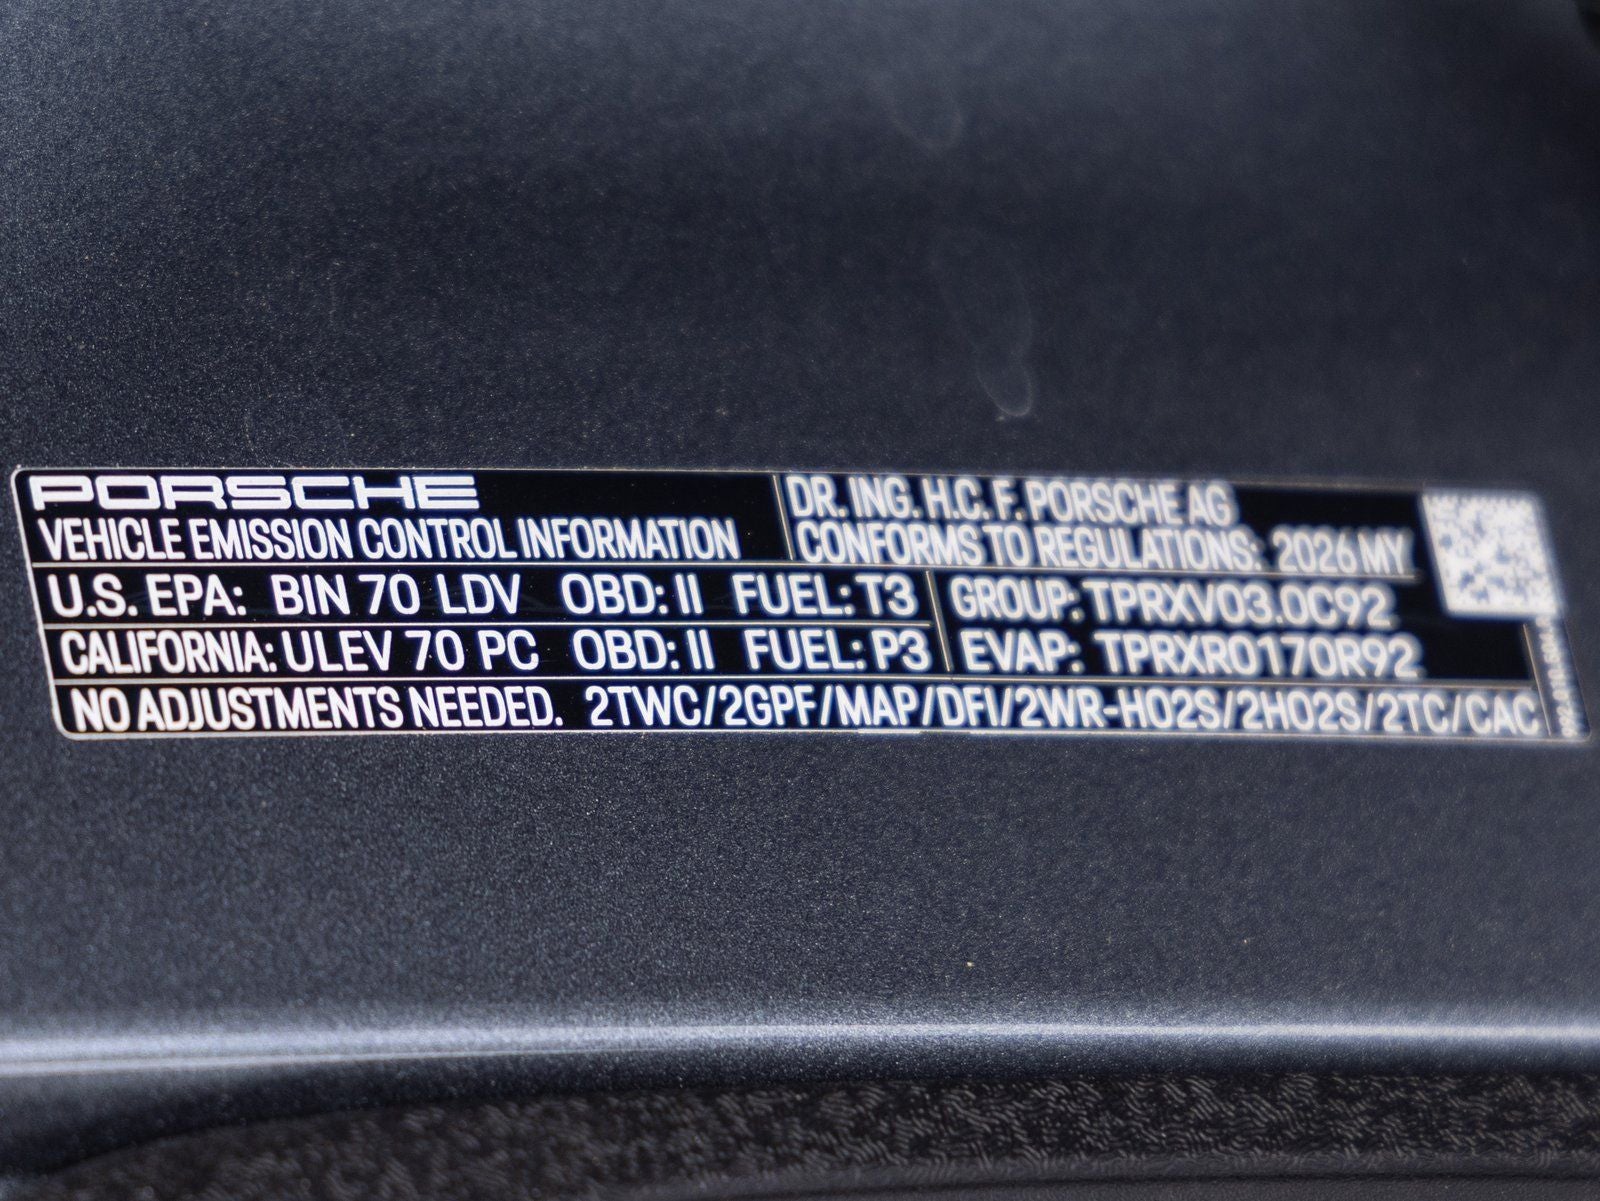 PORSCHE
VEHICLE EMISSION CONTROL INFORMATION
DR. ING. H.C. F. PORSCHE AG
CONFORMS TO REGULATIONS: 2026 MY
U.S. EPA: BIN 70 LDV OBD: II FUEL: T3
CALIFORNIA: ULEV 70 PC OBD: II FUEL: P3
GROUP: TPRXV03.0C92
EVAP: TPRXR0170R92
NO ADJUSTMENTS NEEDED. 2TWC/2GPF/MAP/DFI/2WR-HO2S/2HO2S/2TC/CAC